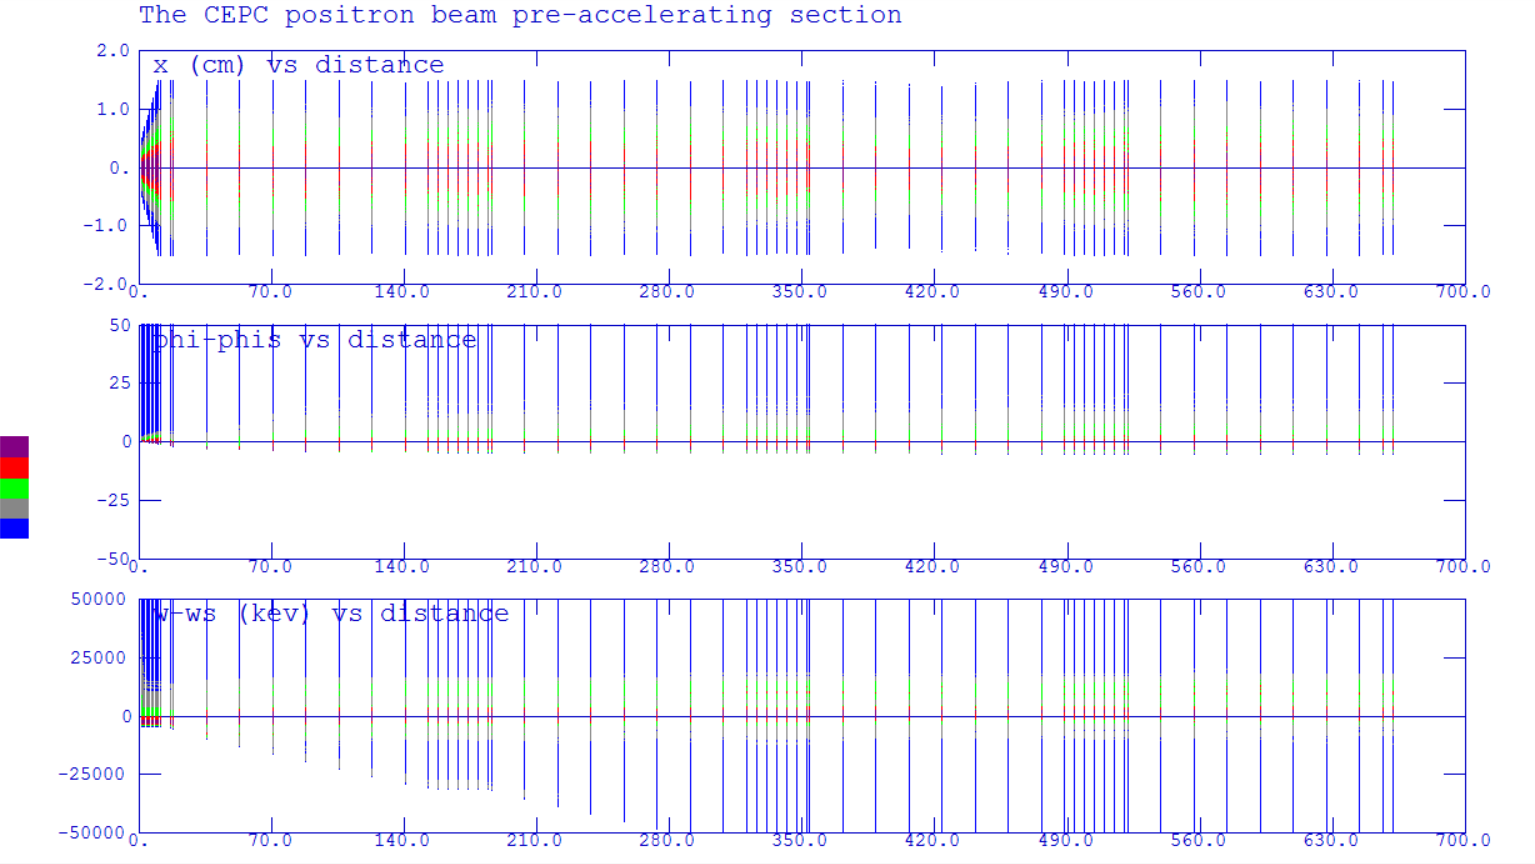 The CEPC positron beam pre-accelerating section
2.0
x (cm) vs distance
1.0
0.
-1.0
-2.0
0. 70.0 140.0 210.0 280.0 350.0 420.0 490.0 560.0 630.0 700.0
50
phi-phis vs distance
25
0
-25
-50
0. 70.0 140.0 210.0 280.0 350.0 420.0 490.0 560.0 630.0 700.0
50000
w-ws (kev) vs distance
25000
0
-25000
-50000
0. 70.0 140.0 210.0 280.0 350.0 420.0 490.0 560.0 630.0 700.0